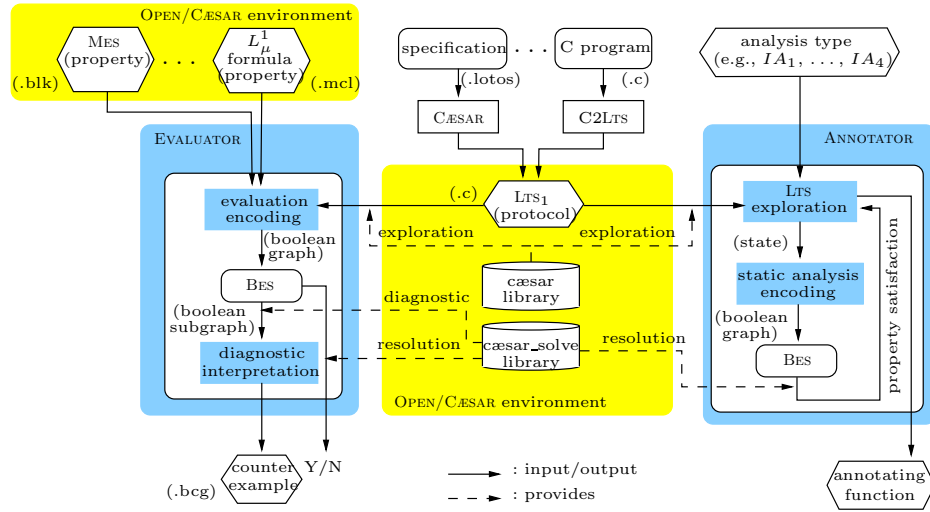 OPEN/CÆSAR environment
MES
(property)
. . .
L¹μ
formula
(property)
(.blk)
(.mcl)
specification
. . .
C program
(.lotos)
(.c)
CÆSAR
C2LTS
analysis type
(e.g., IA₁, . . . , IA₄)
EVALUATOR
evaluation
encoding
(boolean
graph)
BES
(boolean
subgraph)
diagnostic
interpretation
counter
example
(.bcg)
Y/N
(.c)
LTS₁
(protocol)
exploration
exploration
cæsar
library
diagnostic
resolution
cæsar_solve
library
resolution
OPEN/CÆSAR environment
ANNOTATOR
LTS
exploration
(state)
static analysis
encoding
(boolean
graph)
BES
property satisfaction
annotating
function
: input/output
: provides